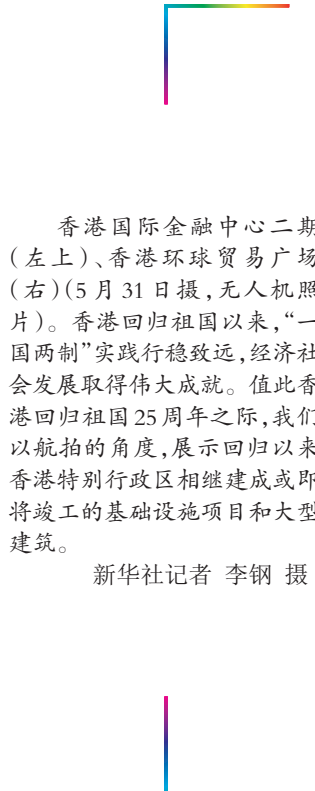 香港国际金融中心二期
(左上)、香港环球贸易广场
(右)(5月31日摄,无人机照
片)。香港回归祖国以来,“一
国两制”实践行稳致远,经济社
会发展取得伟大成就。值此香
港回归祖国25周年之际,我们
以航拍的角度,展示回归以来
香港特别行政区相继建成或即
将竣工的基础设施项目和大型
建筑。
新华社记者 李钢 摄